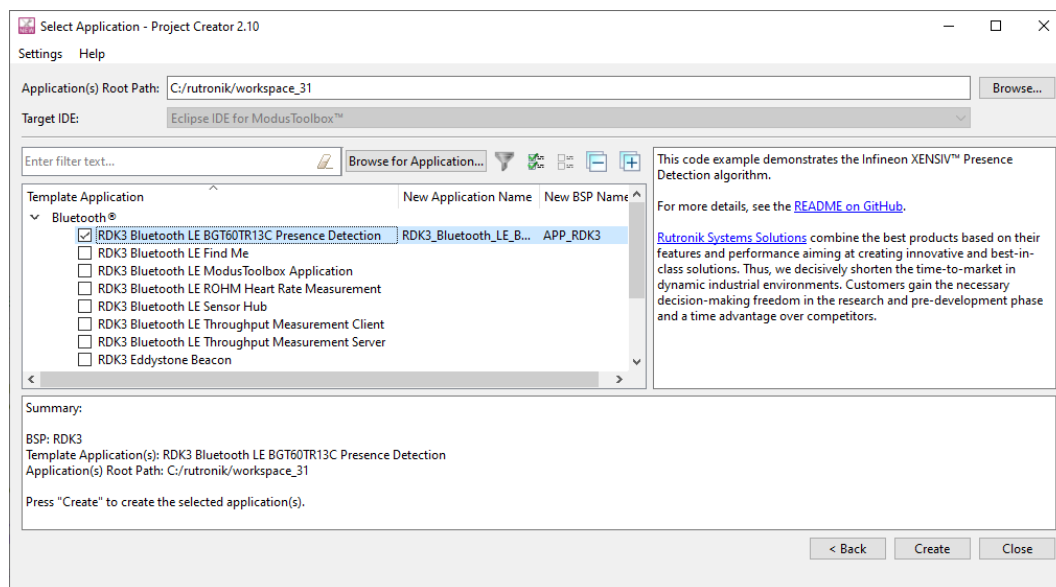 Select Application - Project Creator 2.10
Settings Help
Application(s) Root Path: C:/rutronik/workspace_31 Browse...
Target IDE: Eclipse IDE for ModusToolbox™
Enter filter text... Browse for Application...
Template Application New Application Name New BSP Name
Bluetooth®
RDK3 Bluetooth LE BGT60TR13C Presence Detection RDK3_Bluetooth_LE_B... APP_RDK3
RDK3 Bluetooth LE Find Me
RDK3 Bluetooth LE ModusToolbox Application
RDK3 Bluetooth LE ROHM Heart Rate Measurement
RDK3 Bluetooth LE Sensor Hub
RDK3 Bluetooth LE Throughput Measurement Client
RDK3 Bluetooth LE Throughput Measurement Server
RDK3 Eddystone Beacon
This code example demonstrates the Infineon XENSIV™ Presence
Detection algorithm.
For more details, see the README on GitHub.
Rutronik Systems Solutions combine the best products based on their
features and performance aiming at creating innovative and best-in-
class solutions. Thus, we decisively shorten the time-to-market in
dynamic industrial environments. Customers gain the necessary
decision-making freedom in the research and pre-development phase
and a time advantage over competitors.
Summary:
BSP: RDK3
Template Application(s): RDK3 Bluetooth LE BGT60TR13C Presence Detection
Application(s) Root Path: C:/rutronik/workspace_31
Press "Create" to create the selected application(s).
< Back Create Close